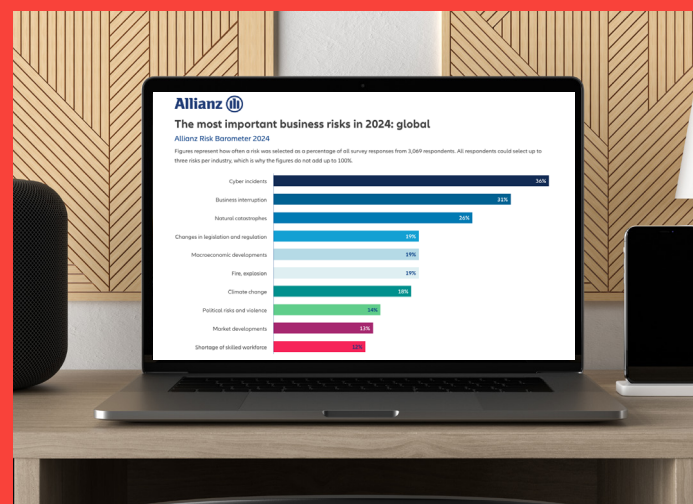 Allianz
The most important business risks in 2024: global
Allianz Risk Barometer 2024
Figures represent how often a risk was selected as a percentage of all survey responses from 3,069 respondents. All respondents could select up to
three risks per industry, which is why the figures do not add up to 100%.
Cyber incidents 36%
Business interruption 31%
Natural catastrophes 26%
Changes in legislation and regulation 19%
Macroeconomic developments 19%
Fire, explosion 19%
Climate change 18%
Political risks and violence 14%
Market developments 13%
Shortage of skilled workforce 12%